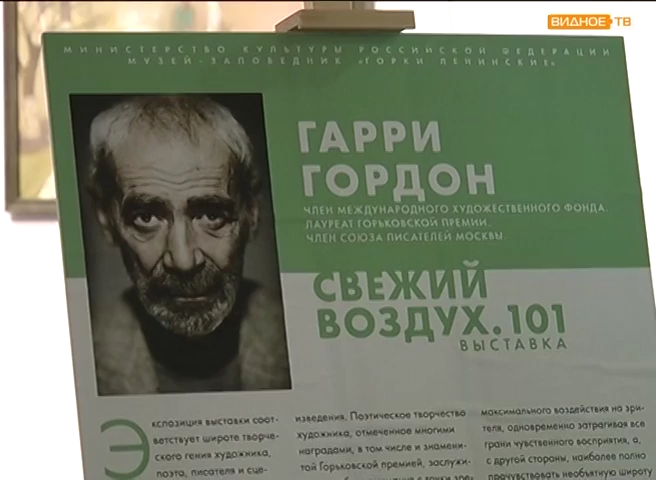 ВИДНОЕ ТВ
МИНИСТЕРСТВО КУЛЬТУРЫ РОССИЙСКОЙ ФЕДЕРАЦИИ
МУЗЕЙ-ЗАПОВЕДНИК «ГОРКИ ЛЕНИНСКИЕ»
ГАРРИ
ГОРДОН
ЧЛЕН МЕЖДУНАРОДНОГО ХУДОЖЕСТВЕННОГО ФОНДА.
ЛАУРЕАТ ГОРЬКОВСКОЙ ПРЕМИИ.
ЧЛЕН СОЮЗА ПИСАТЕЛЕЙ МОСКВЫ.
СВЕЖИЙ
ВОЗДУХ.101
ВЫСТАВКА
Экспозиция выставки соот-
ветствует широте творче-
ского гения художника,
поэта, писателя и сце-
изведения. Поэтическое творчество
художника, отмеченное многими
наградами, в том числе и знамени-
той Горьковской премией, заслужи-
максимального воздействия на зри-
теля, одновременно затрагивая все
грани чувственного восприятия, а,
с другой стороны, наиболее полно
прочувствовать необъятную широту